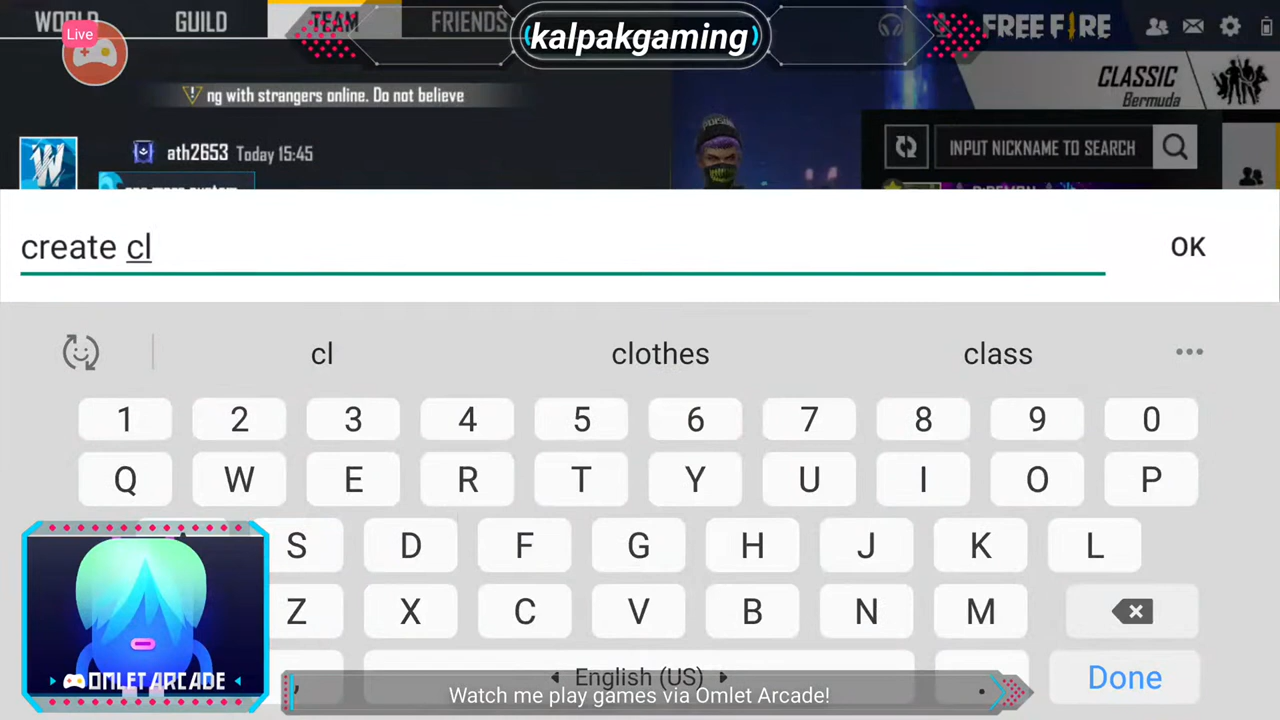 WORLD GUILD TEAM FRIENDS
Live
kalpakgaming
FREE FIRE
CLASSIC
Bermuda
ng with strangers online. Do not believe
ath2653 Today 15:45
INPUT NICKNAME TO SEARCH
create cl
OK
cl clothes class
1 2 3 4 5 6 7 8 9 0
Q W E R T Y U I O P
S D F G H J K L
Z X C V B N M
, English (US) . Done
OMLET ARCADE
Watch me play games via Omlet Arcade!